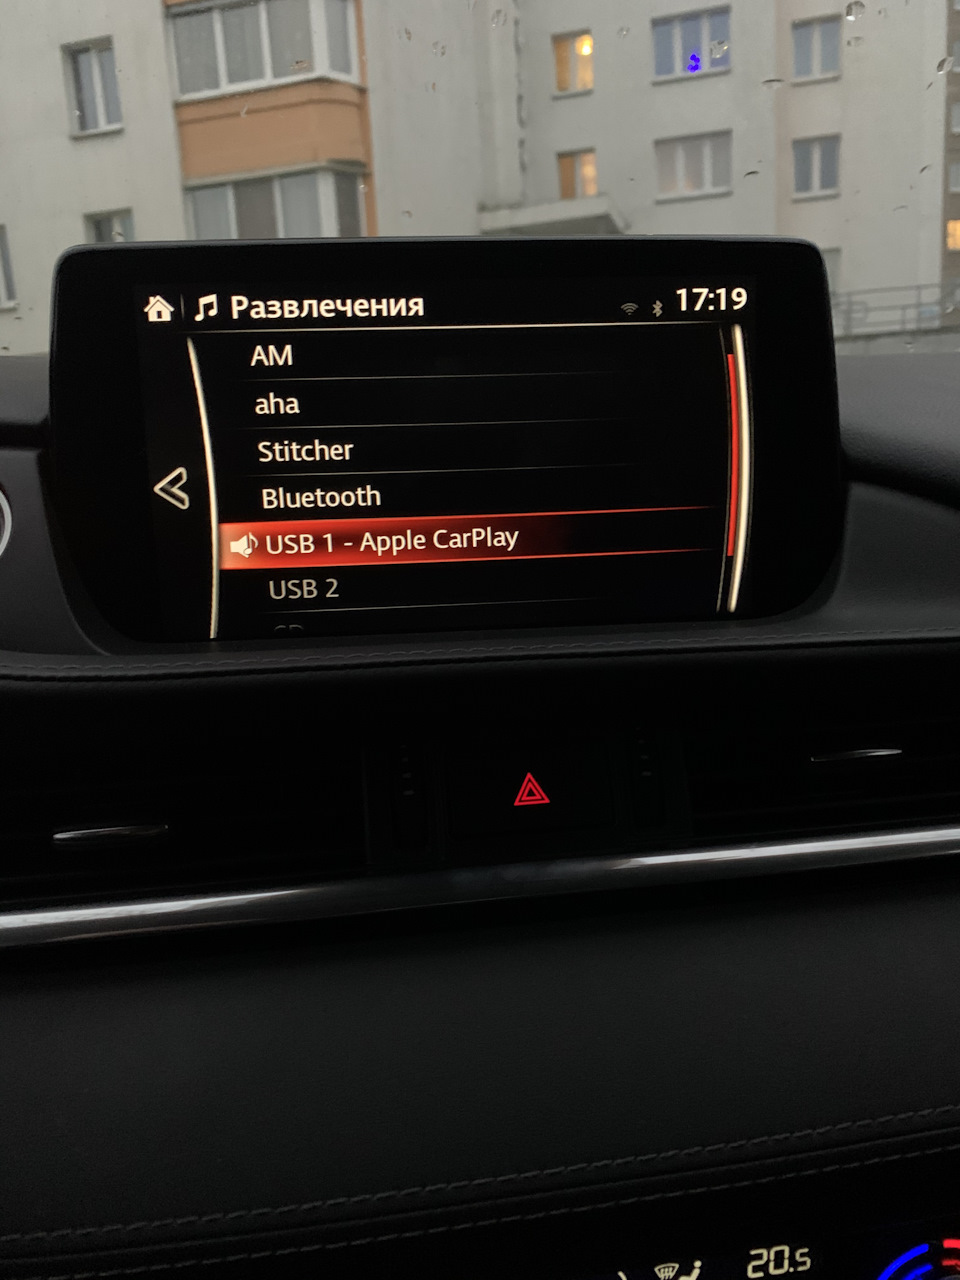 Развлечения 17:19
AM
aha
Stitcher
Bluetooth
USB 1 - Apple CarPlay
USB 2
20.5